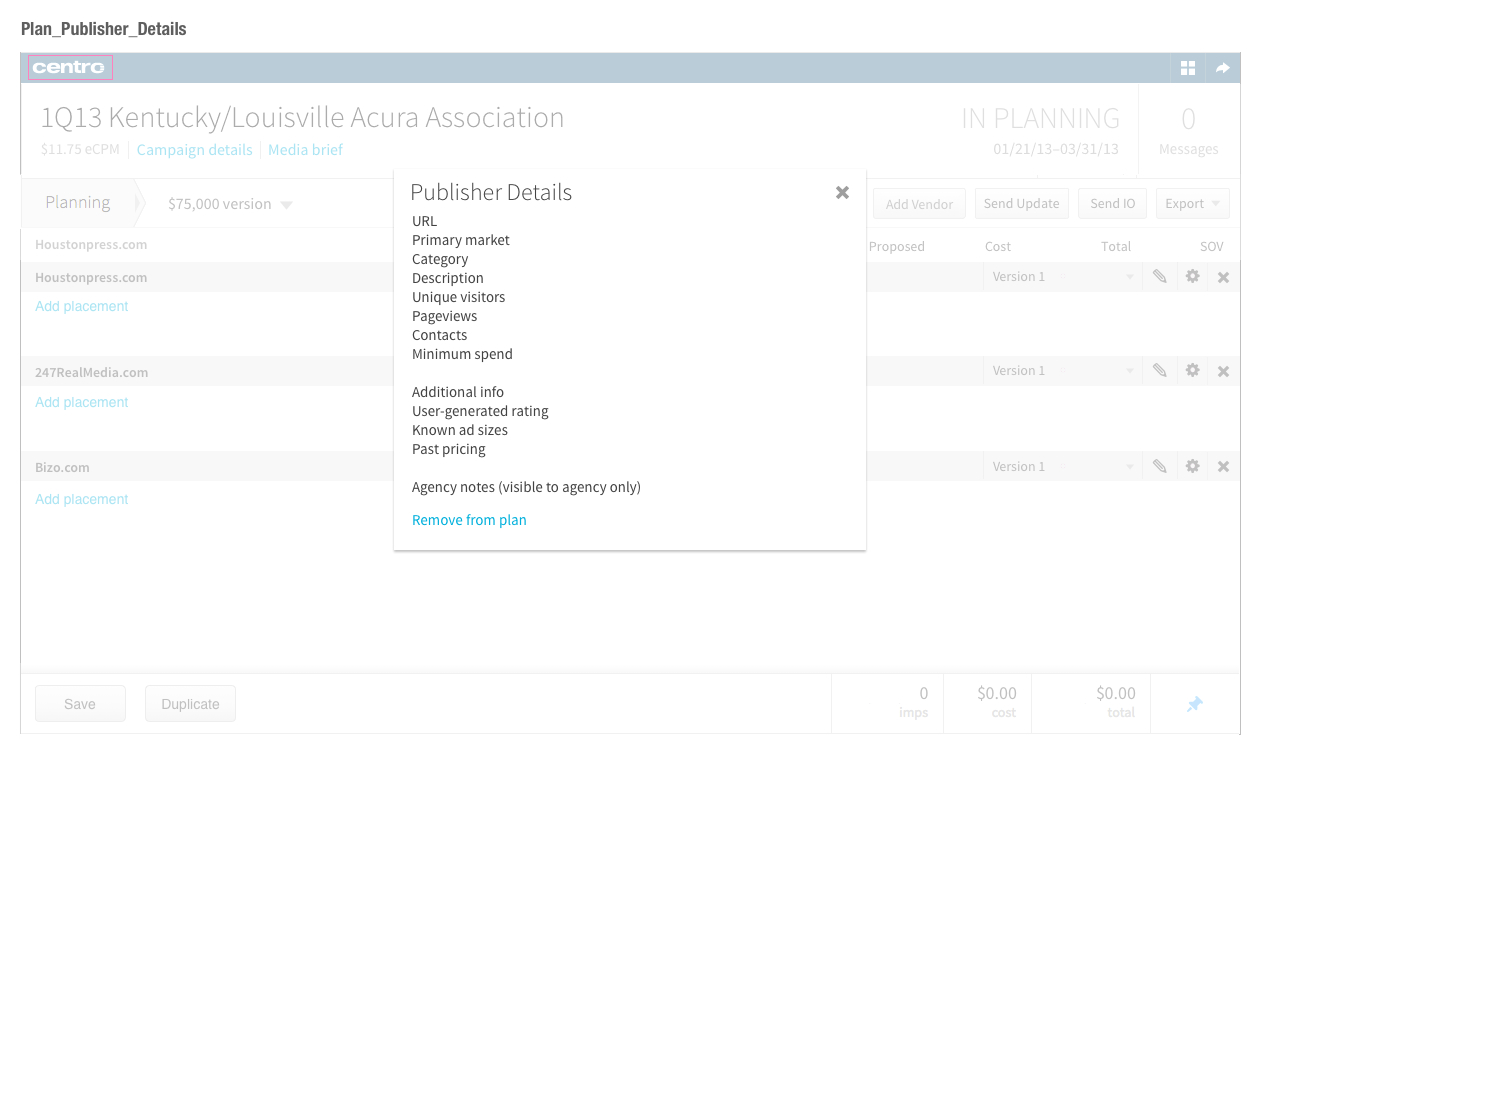 Plan_Publisher_Details
centro
1Q13 Kentucky/Louisville Acura Association
IN PLANNING
0
$11.75 eCPM
Campaign details
Media brief
01/21/13–03/31/13
Messages
Planning
$75,000 version
Add Vendor
Send Update
Send IO
Export
Houstonpress.com
Proposed
Cost
Total
SOV
Houstonpress.com
Version 1
Add placement
247RealMedia.com
Version 1
Add placement
Bizo.com
Version 1
Add placement
Publisher Details
URL
Primary market
Category
Description
Unique visitors
Pageviews
Contacts
Minimum spend
Additional info
User-generated rating
Known ad sizes
Past pricing
Agency notes (visible to agency only)
Remove from plan
Save
Duplicate
0
imps
$0.00
cost
$0.00
total